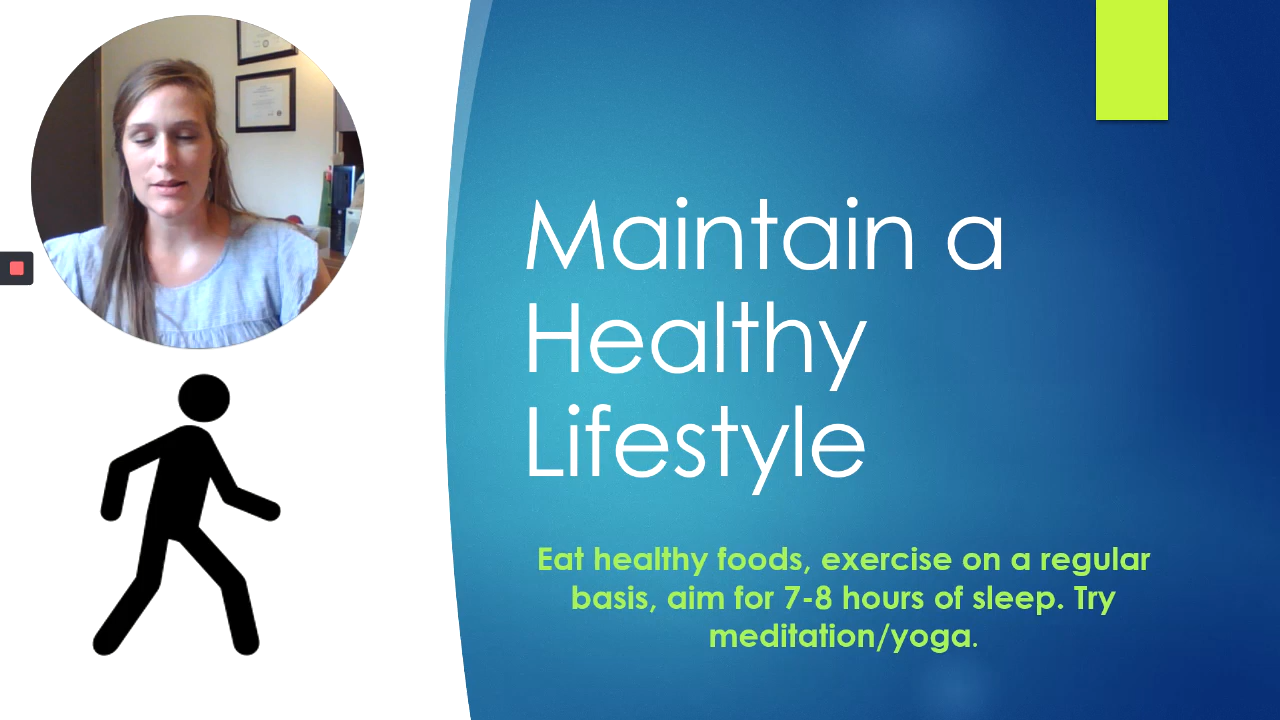 Maintain a
Healthy
Lifestyle
Eat healthy foods, exercise on a regular
basis, aim for 7-8 hours of sleep. Try
meditation/yoga.